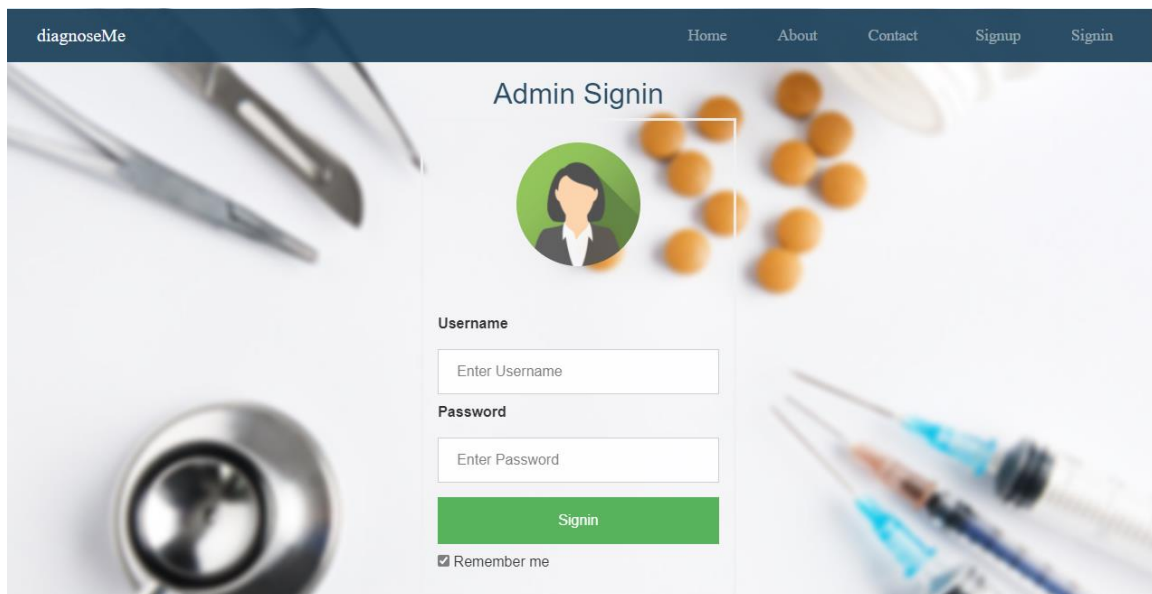 diagnoseMe Home About Contact Signup Signin
Admin Signin
Username
Enter Username
Password
Enter Password
Signin
Remember me